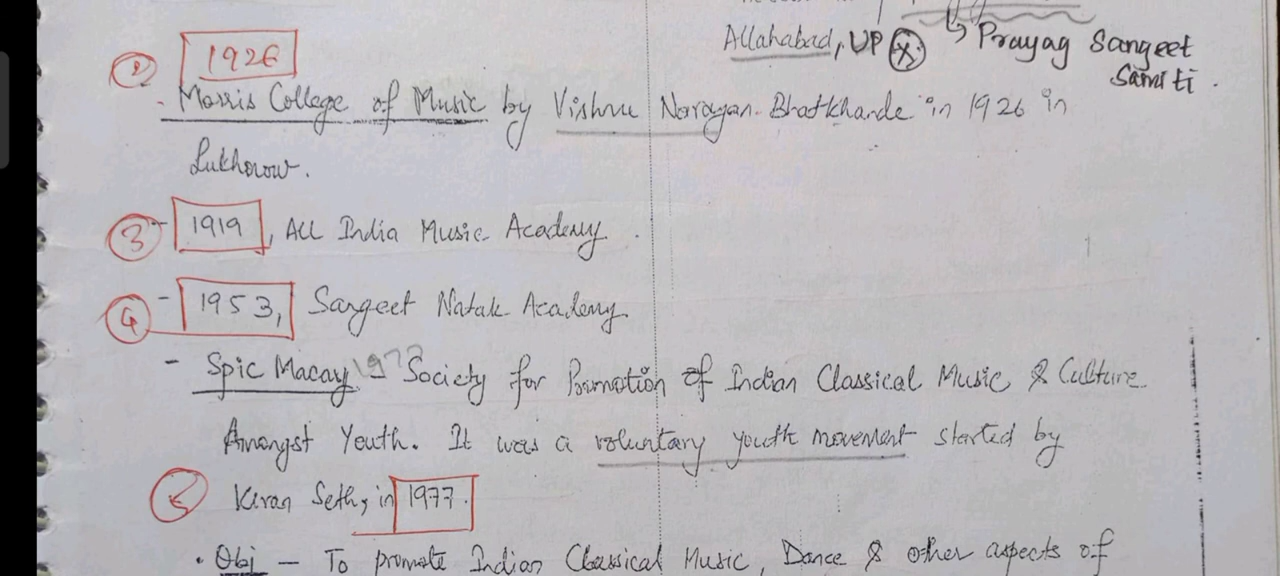 Allahabad, UP (X) ↳ Prayag Sangeet
Samiti.
2) 1926
- Morris College of Music by Vishnu Narayan Bhatkhande in 1926 in
Lukhnow.
3) - 1919, All India Music Academy.
4) - 1953, Sangeet Natak Academy.
- Spic Macay 1977 - Society for Promotion of Indian Classical Music & Culture
Amongst Youth. It was a voluntary youth movement started by
5) Kiran Seth, in 1977.
• Obj - To promote Indian Classical Music, Dance & other aspects of